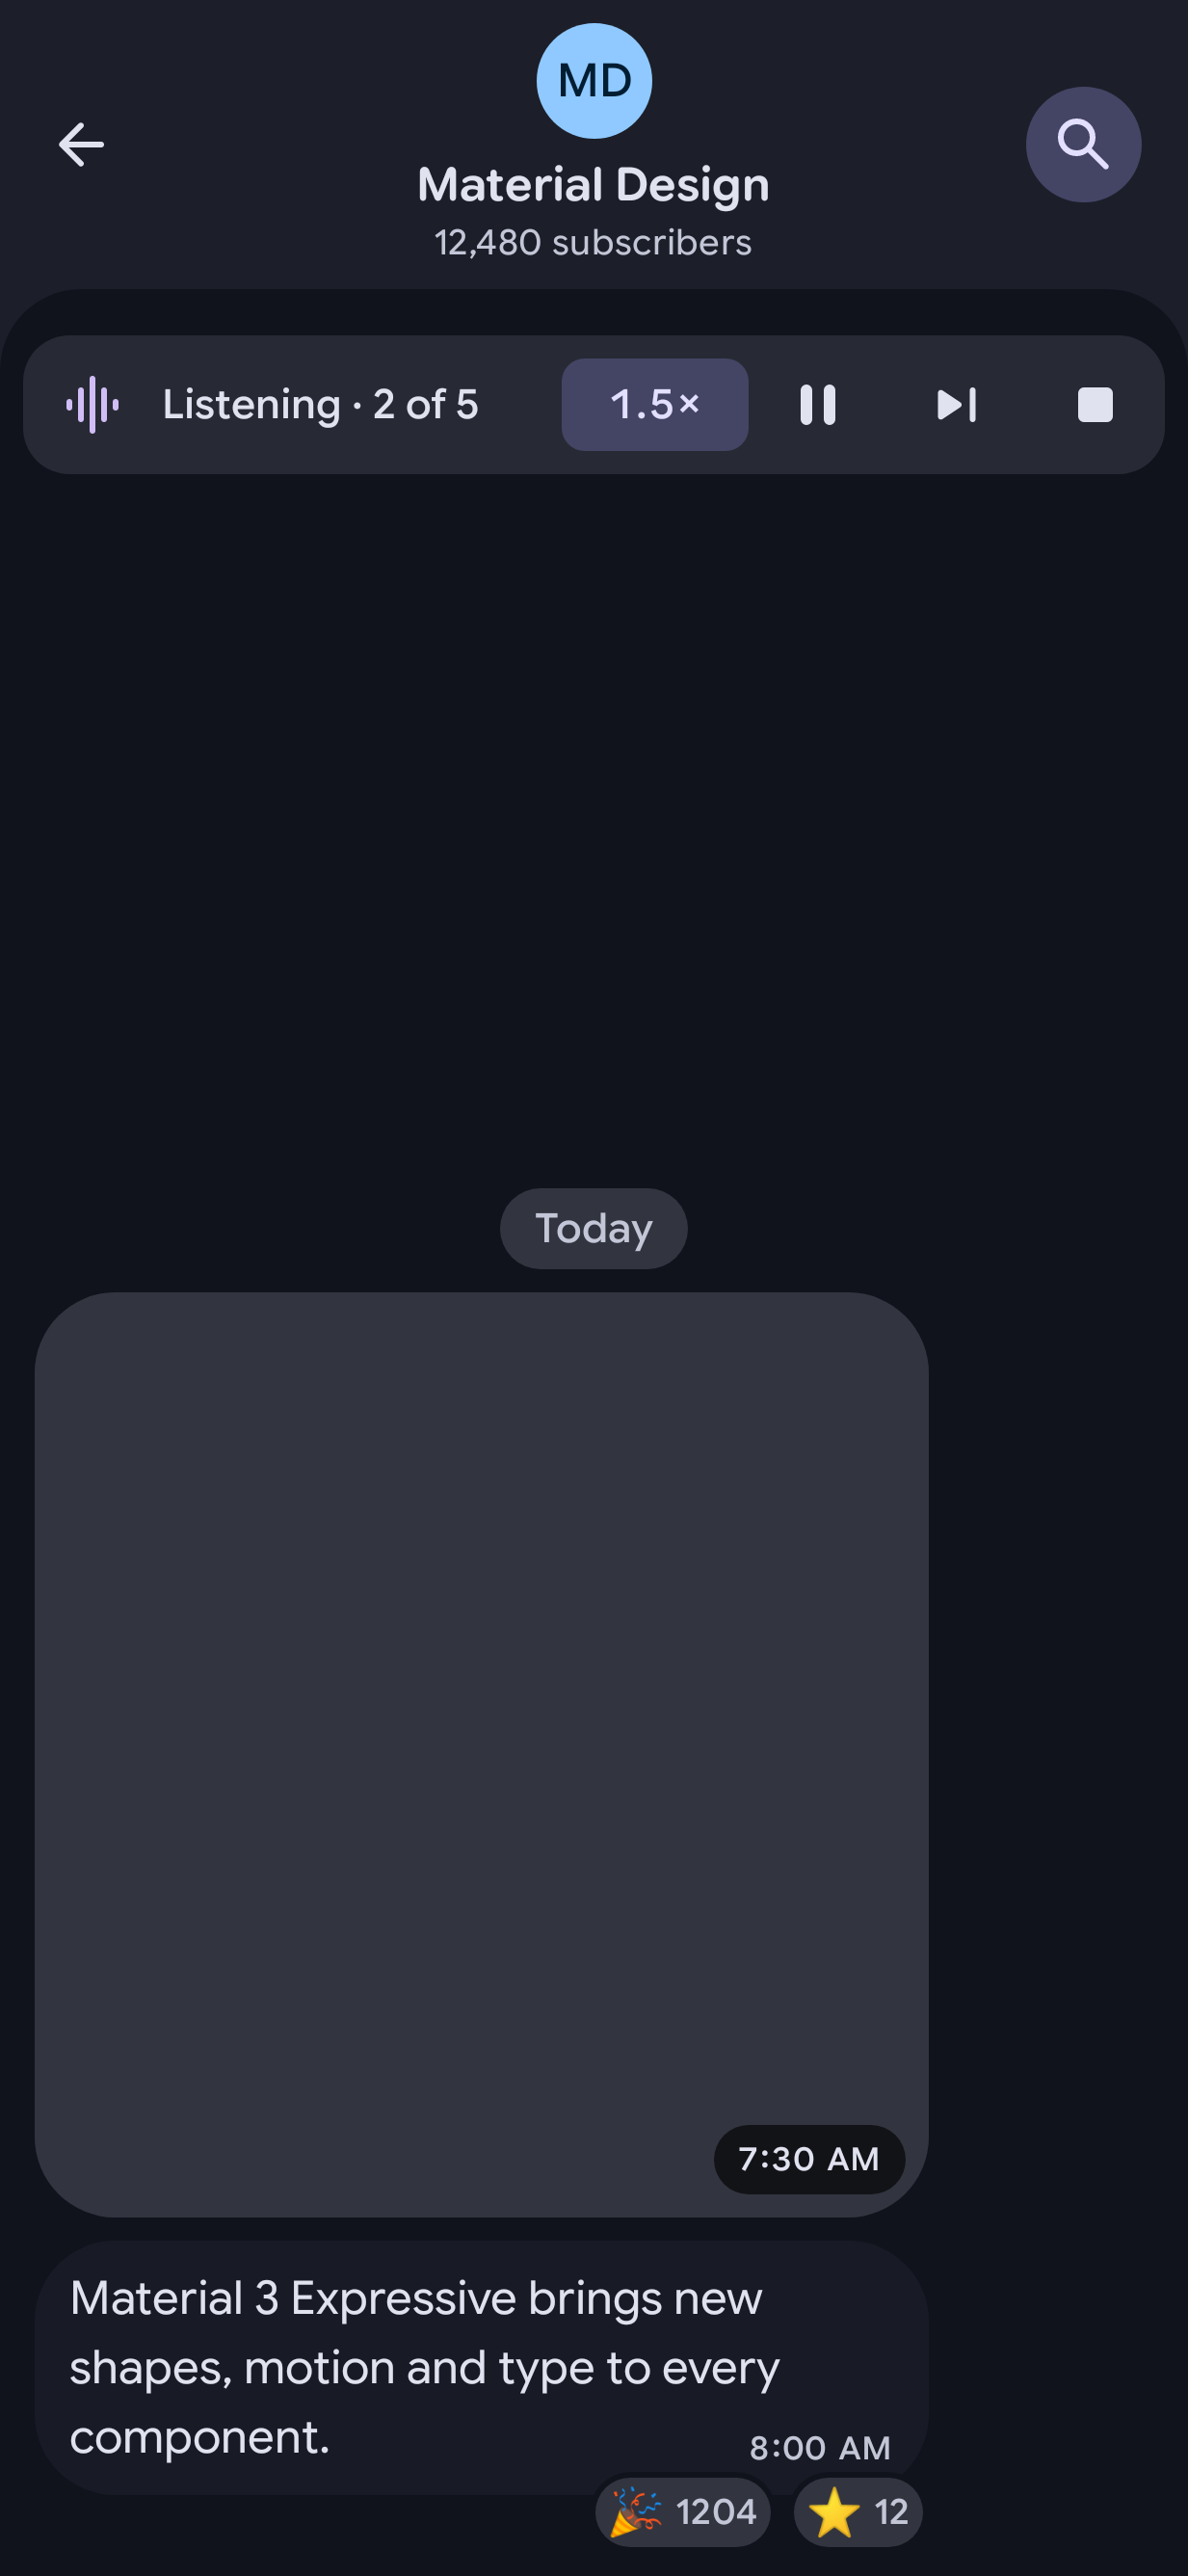 MD
Material Design
12,480 subscribers
Listening · 2 of 5
1.5×
Today
7:30 AM
Material 3 Expressive brings new
shapes, motion and type to every
component.
8:00 AM
🎉 1204
⭐ 12